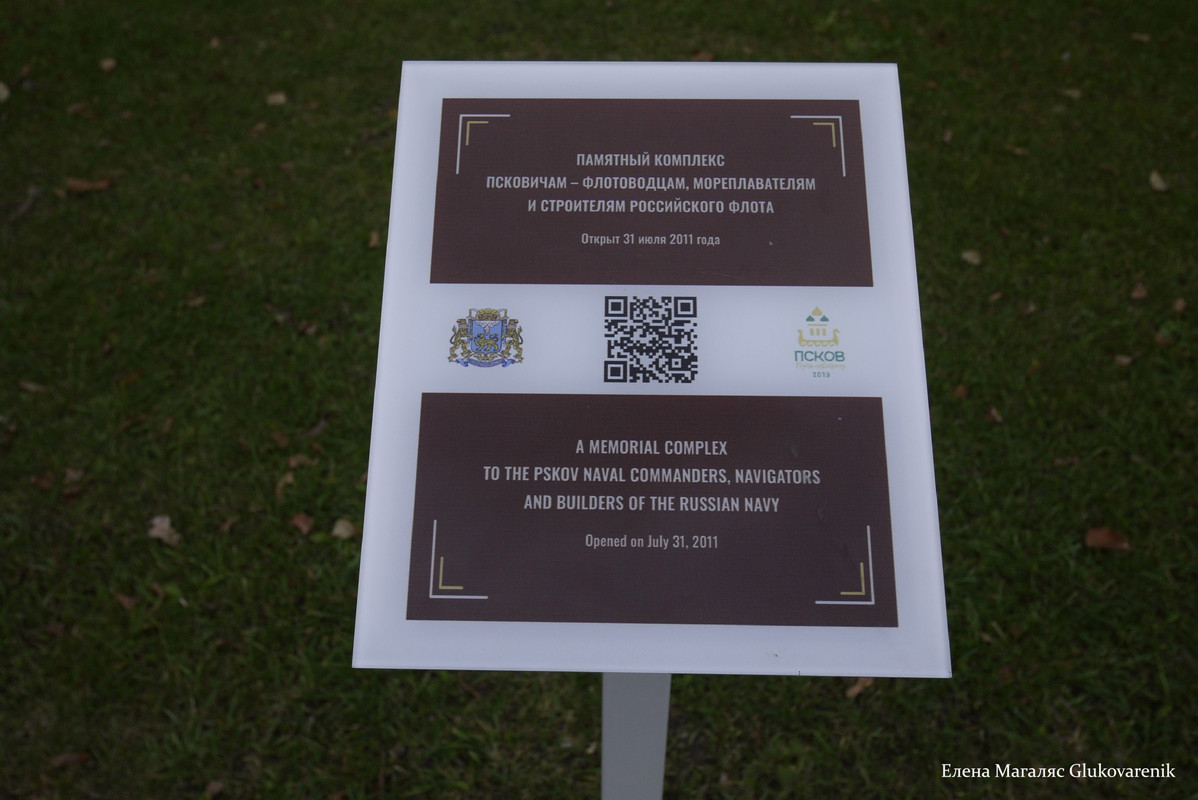 ПАМЯТНЫЙ КОМПЛЕКС
ПСКОВИЧАМ – ФЛОТОВОДЦАМ, МОРЕПЛАВАТЕЛЯМ
И СТРОИТЕЛЯМ РОССИЙСКОГО ФЛОТА
Открыт 31 июля 2011 года
ПСКОВ
2019
A MEMORIAL COMPLEX
TO THE PSKOV NAVAL COMMANDERS, NAVIGATORS
AND BUILDERS OF THE RUSSIAN NAVY
Opened on July 31, 2011
Елена Магаляс Glukovarenik